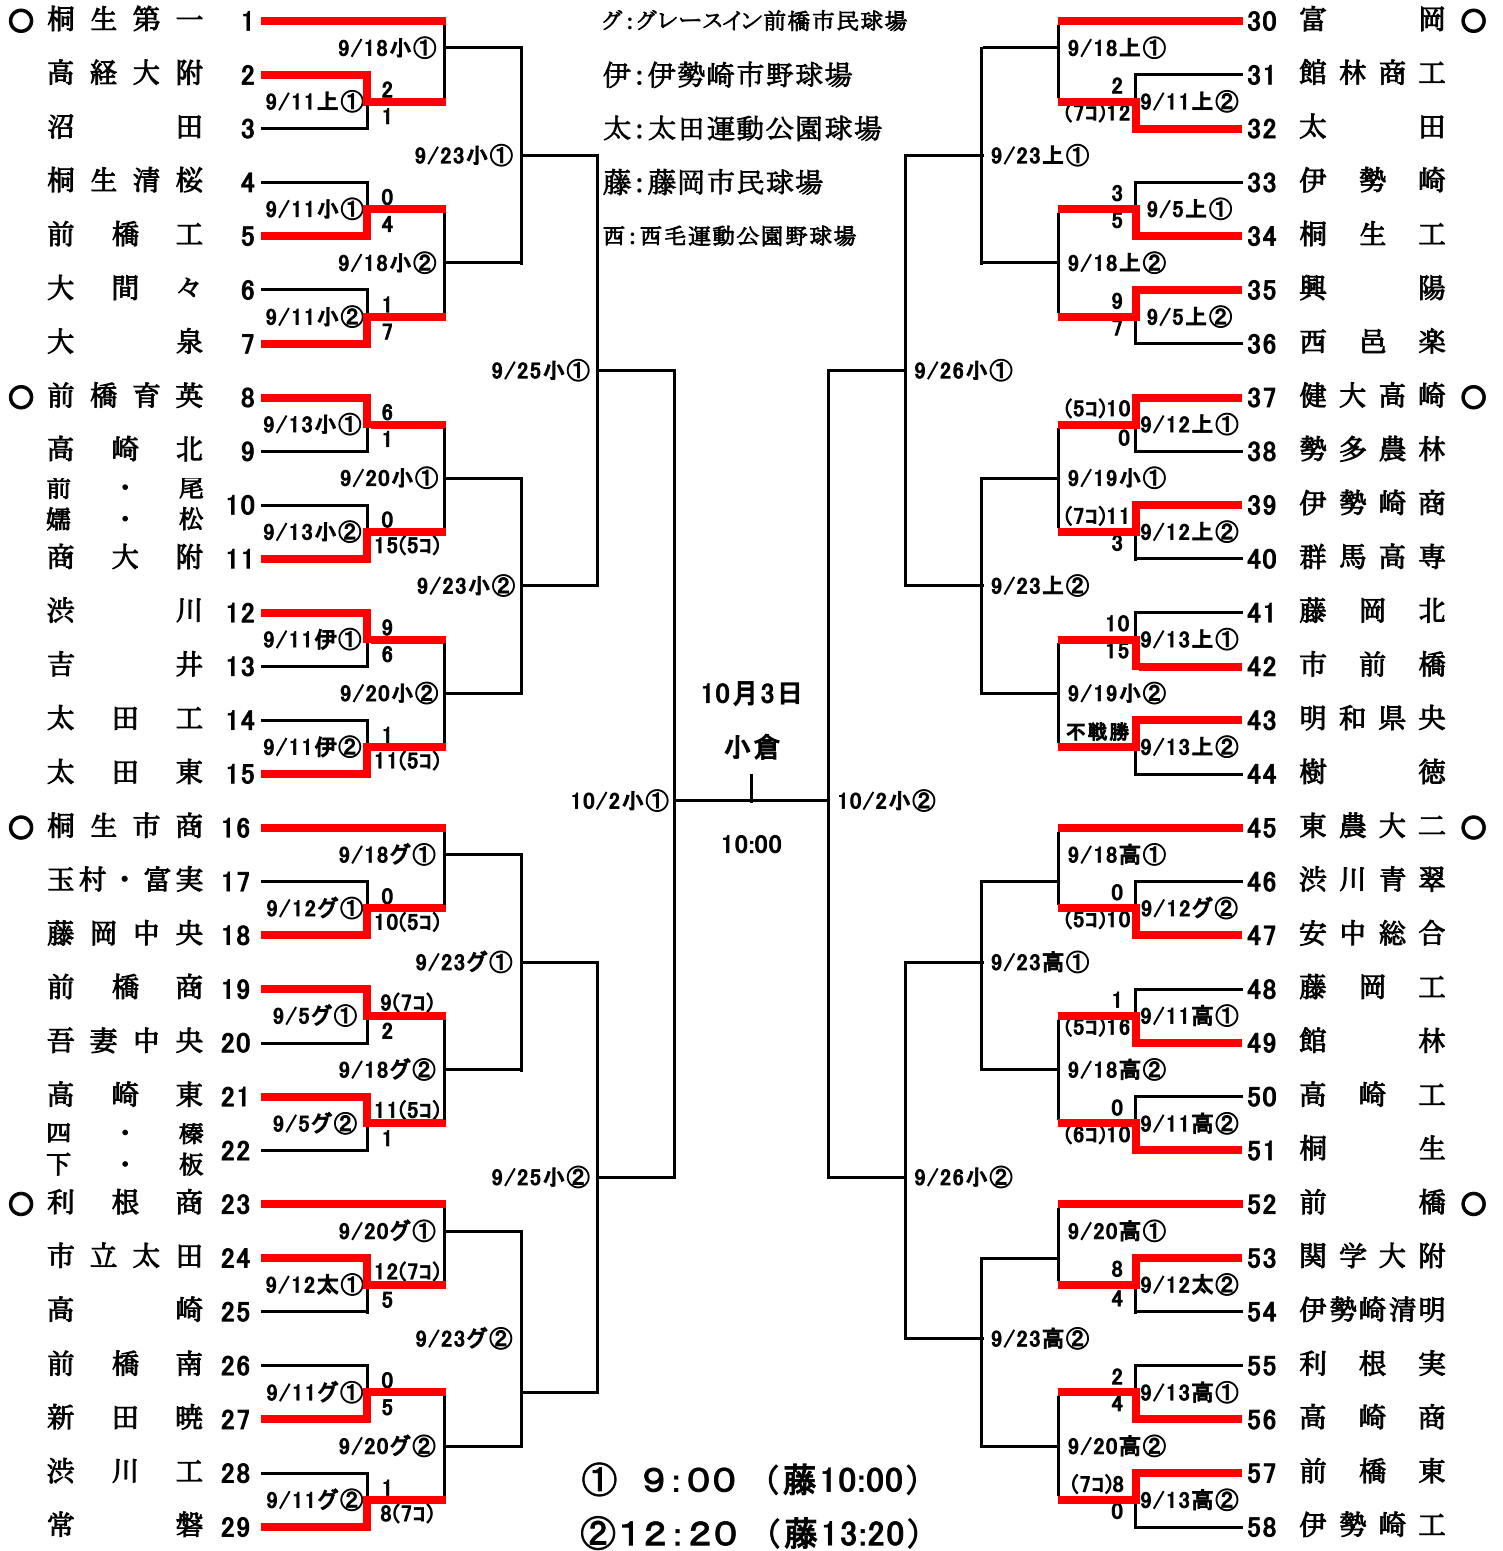 ○ 桐生第一 1
9/18小①
高経大附 2
9/11上①
2
1
沼田 3
9/23小①
桐生清桜 4
9/11小①
0
4
前橋工 5
9/18小②
大間々 6
9/11小②
1
7
大泉 7
9/25小①
○ 前橋育英 8
9/13小①
6
1
高崎北 9
9/20小①
前・尾
嬬・松
10
9/13小②
0
15(5コ)
商大附 11
9/23小②
渋川 12
9/11伊①
9
6
吉井 13
9/20小②
太田工 14
9/11伊②
1
11(5コ)
太田東 15
10/2小①
○ 桐生市商 16
9/18グ①
玉村・富実 17
9/12グ①
0
10(5コ)
藤岡中央 18
9/23グ①
前橋商 19
9/5グ①
9(7コ)
2
吾妻中央 20
9/18グ②
高崎東 21
9/5グ②
11(5コ)
1
四・榛
下・板
22
9/25小②
○ 利根商 23
9/20グ①
市立太田 24
9/12太①
12(7コ)
5
高崎 25
9/23グ②
前橋南 26
9/11グ①
0
5
新田暁 27
9/20グ②
渋川工 28
9/11グ②
1
8(7コ)
常磐 29
グ:グレースイン前橋市民球場
伊:伊勢崎市野球場
太:太田運動公園球場
藤:藤岡市民球場
西:西毛運動公園野球場
10月3日
小倉
10:00
① 9:00 (藤10:00)
②12:20 (藤13:20)
30 富岡 ○
9/18上①
31 館林商工
2
(7コ)12
9/11上②
32 太田
9/23上①
33 伊勢崎
3
5
9/5上①
34 桐生工
9/18上②
35 興陽
9
7
9/5上②
36 西邑楽
9/26小①
37 健大高崎 ○
(5コ)10
0
9/12上①
38 勢多農林
9/19小①
39 伊勢崎商
(7コ)11
3
9/12上②
40 群馬高専
9/23上②
41 藤岡北
10
15
9/13上①
42 市前橋
9/19小②
43 明和県央
不戦勝
9/13上②
44 樹徳
10/2小②
45 東農大二 ○
9/18高①
46 渋川青翠
0
(5コ)10
9/12グ②
47 安中総合
9/23高①
48 藤岡工
1
(5コ)16
9/11高①
49 館林
9/18高②
50 高崎工
0
(6コ)10
9/11高②
51 桐生
9/26小②
52 前橋 ○
9/20高①
53 関学大附
8
4
9/12太②
54 伊勢崎清明
9/23高②
55 利根実
2
4
9/13高①
56 高崎商
9/20高②
57 前橋東
(7コ)8
0
9/13高②
58 伊勢崎工